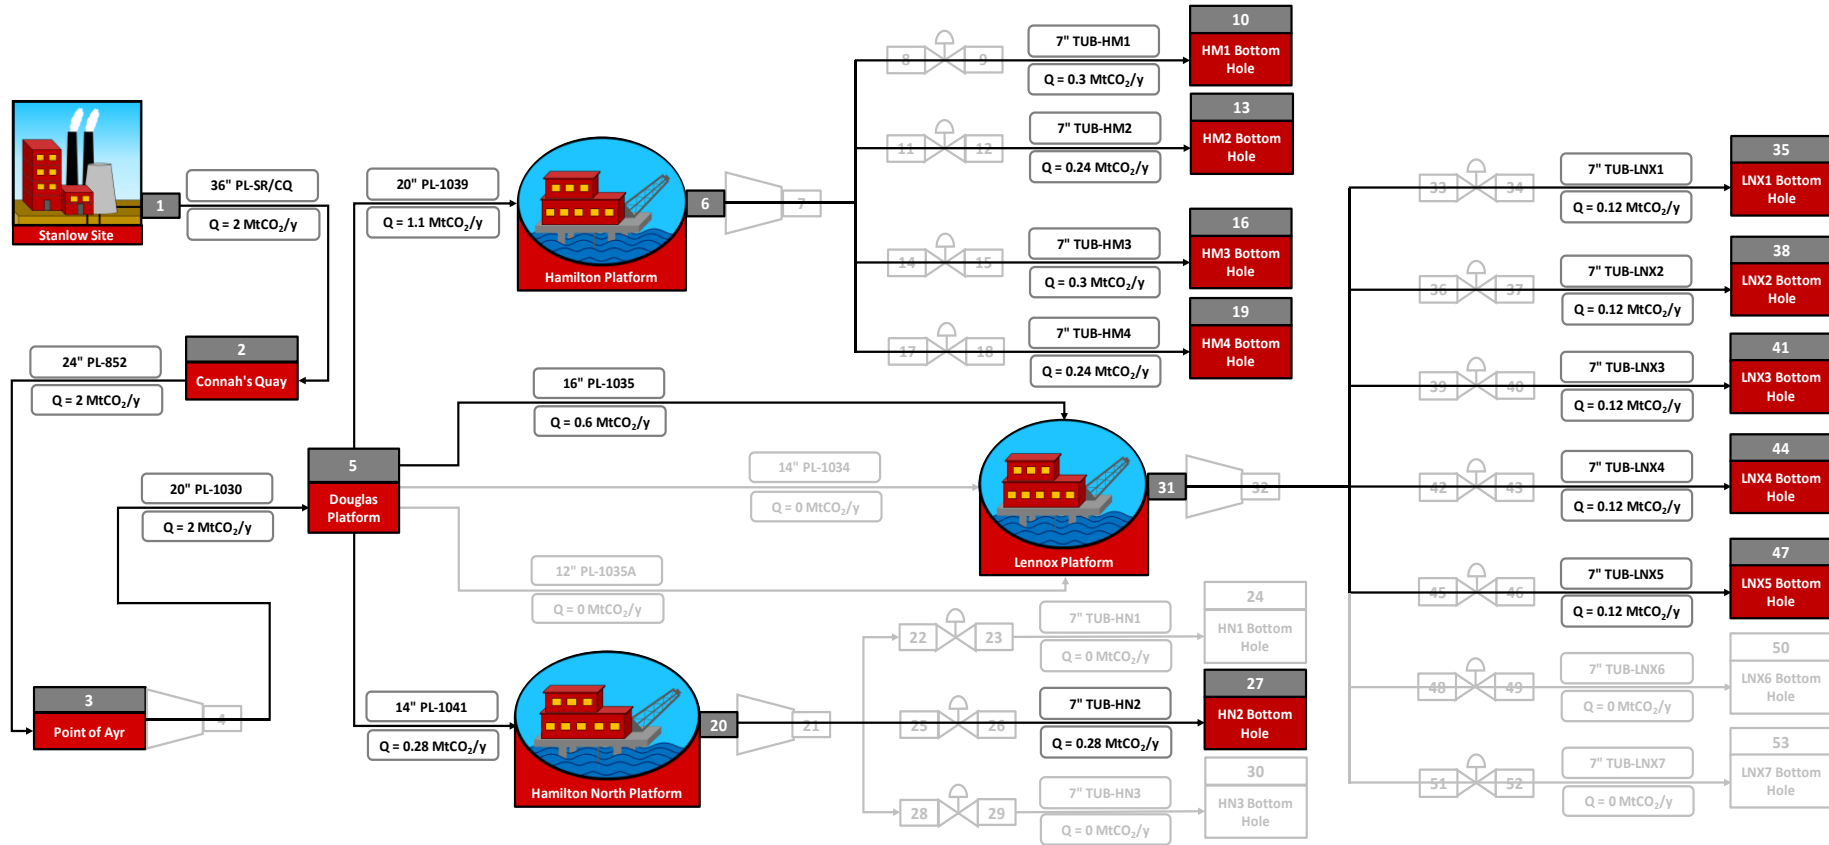 1
Stanlow Site
36" PL-SR/CQ
Q = 2 MtCO₂/y
2
Connah's Quay
24" PL-852
Q = 2 MtCO₂/y
3
Point of Ayr
4
20" PL-1030
Q = 2 MtCO₂/y
5
Douglas
Platform
20" PL-1039
Q = 1.1 MtCO₂/y
Hamilton Platform
6
7
8
9
7" TUB-HM1
Q = 0.3 MtCO₂/y
10
HM1 Bottom
Hole
11
12
7" TUB-HM2
Q = 0.24 MtCO₂/y
13
HM2 Bottom
Hole
14
15
7" TUB-HM3
Q = 0.3 MtCO₂/y
16
HM3 Bottom
Hole
17
18
7" TUB-HM4
Q = 0.24 MtCO₂/y
19
HM4 Bottom
Hole
16" PL-1035
Q = 0.6 MtCO₂/y
14" PL-1034
Q = 0 MtCO₂/y
12" PL-1035A
Q = 0 MtCO₂/y
Lennox Platform
31
32
14" PL-1041
Q = 0.28 MtCO₂/y
Hamilton North Platform
20
21
22
23
7" TUB-HN1
Q = 0 MtCO₂/y
24
HN1 Bottom
Hole
25
26
7" TUB-HN2
Q = 0.28 MtCO₂/y
27
HN2 Bottom
Hole
28
29
7" TUB-HN3
Q = 0 MtCO₂/y
30
HN3 Bottom
Hole
33
34
7" TUB-LNX1
Q = 0.12 MtCO₂/y
35
LNX1 Bottom
Hole
36
37
7" TUB-LNX2
Q = 0.12 MtCO₂/y
38
LNX2 Bottom
Hole
39
40
7" TUB-LNX3
Q = 0.12 MtCO₂/y
41
LNX3 Bottom
Hole
42
43
7" TUB-LNX4
Q = 0.12 MtCO₂/y
44
LNX4 Bottom
Hole
45
46
7" TUB-LNX5
Q = 0.12 MtCO₂/y
47
LNX5 Bottom
Hole
48
49
7" TUB-LNX6
Q = 0 MtCO₂/y
50
LNX6 Bottom
Hole
51
52
7" TUB-LNX7
Q = 0 MtCO₂/y
53
LNX7 Bottom
Hole